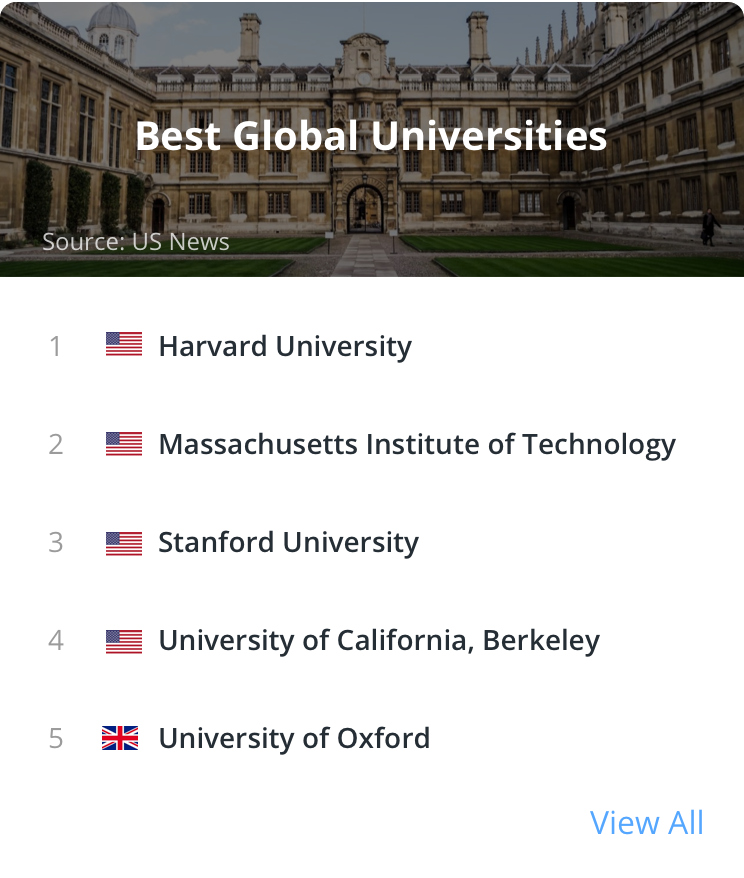 Best Global Universities
Source: US News
1 Harvard University
2 Massachusetts Institute of Technology
3 Stanford University
4 University of California, Berkeley
5 University of Oxford
View All